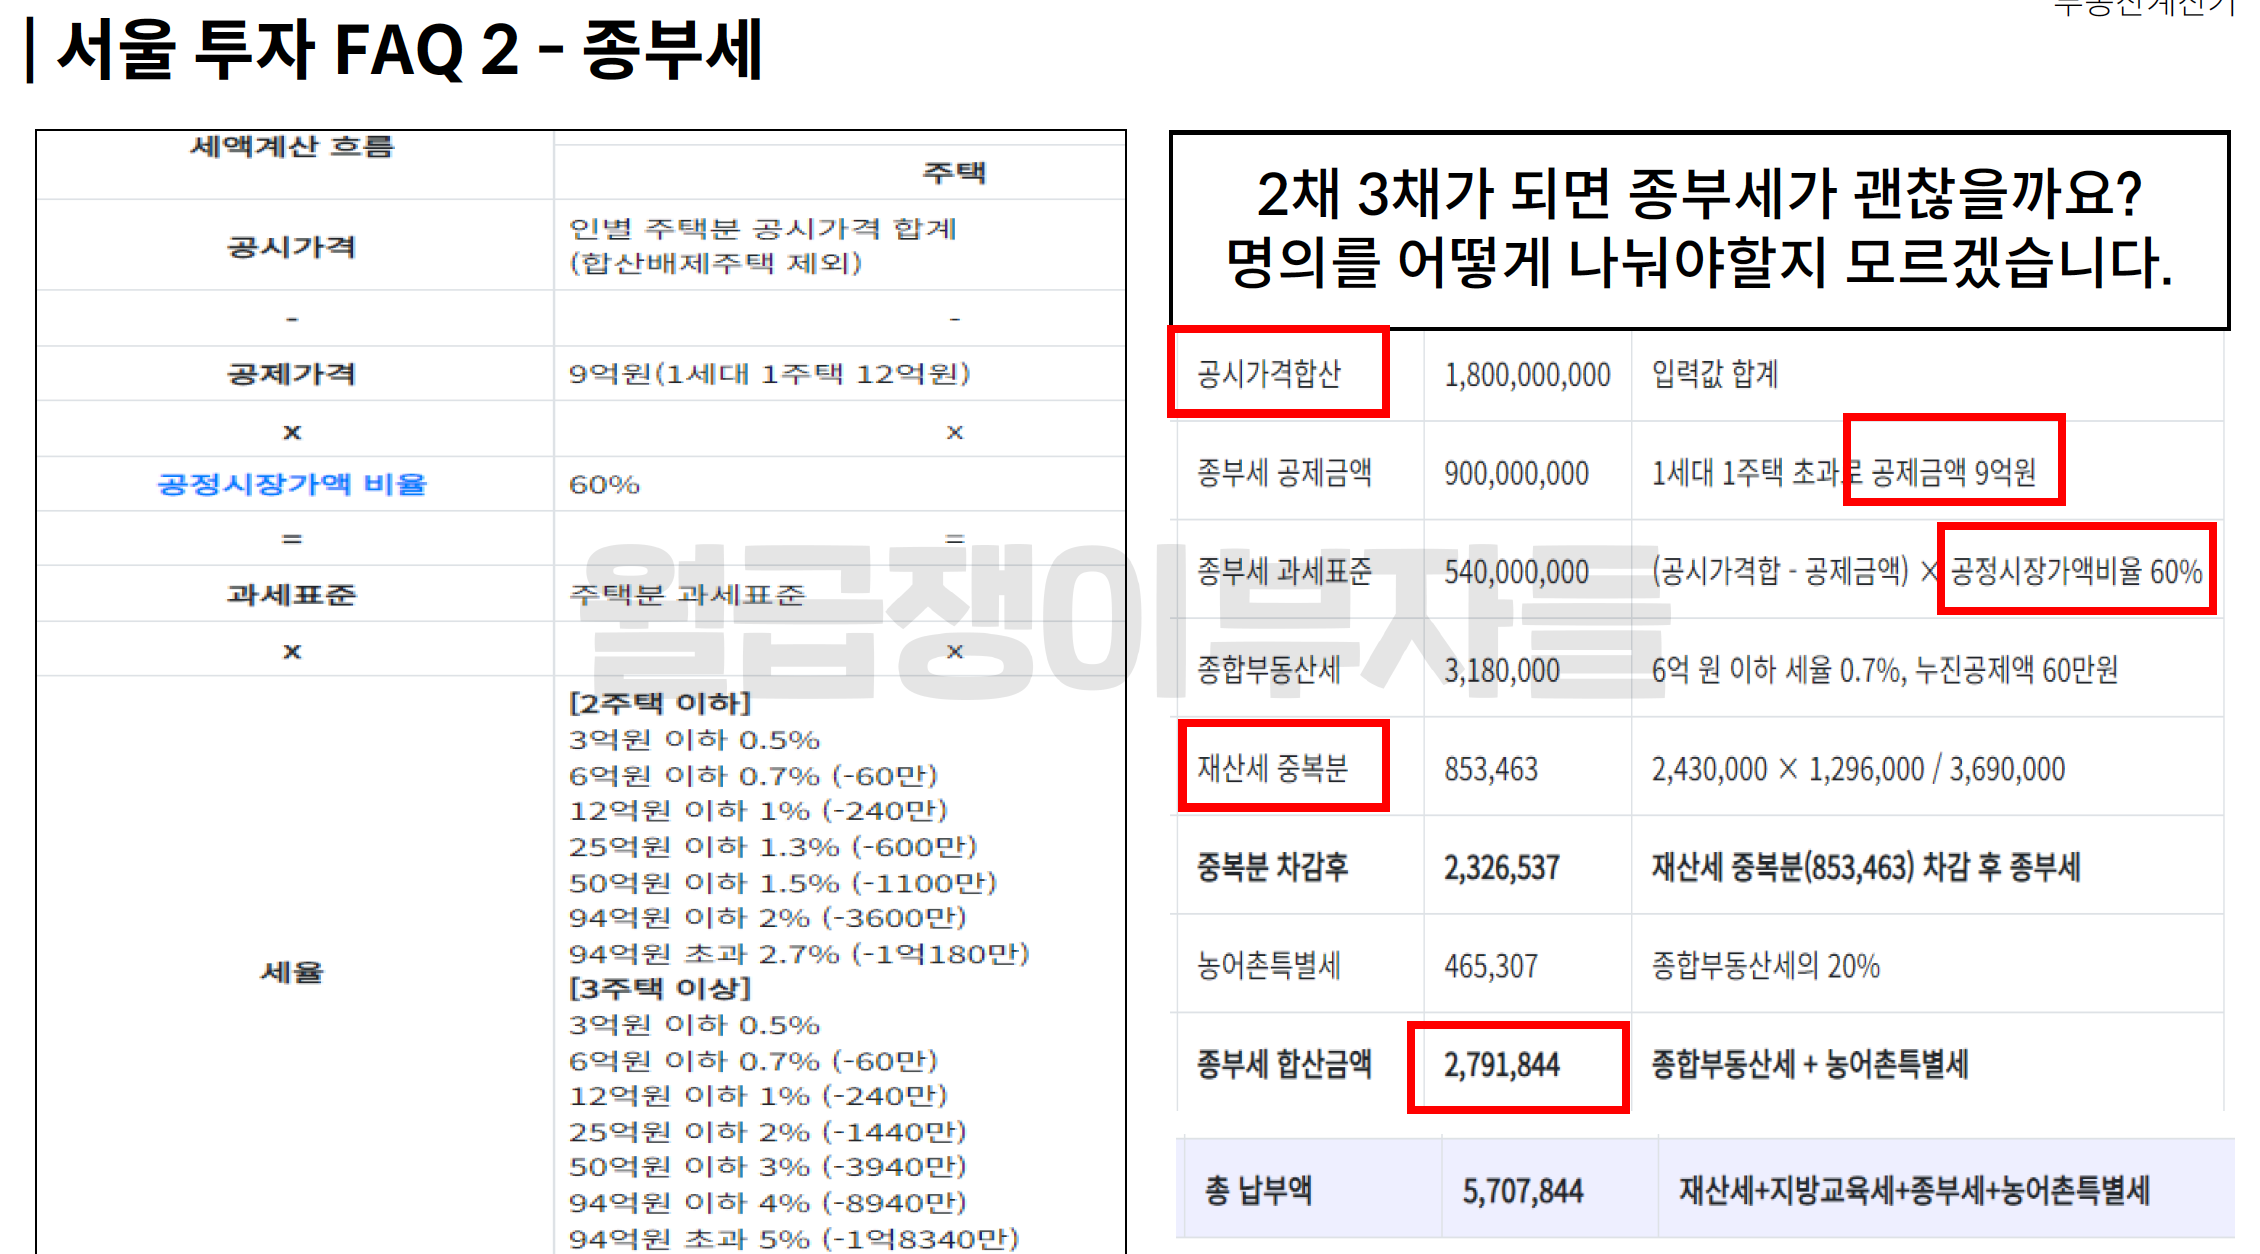 부동산계산기
| 서울 투자 FAQ 2 - 종부세
세액계산 흐름
주택
공시가격
인별 주택분 공시가격 합계
(합산배제주택 제외)
- -
공제가격 9억원(1세대 1주택 12억원)
x x
공정시장가액 비율 60%
= =
과세표준 주택분 과세표준
x x
세율
[2주택 이하]
3억원 이하 0.5%
6억원 이하 0.7% (-60만)
12억원 이하 1% (-240만)
25억원 이하 1.3% (-600만)
50억원 이하 1.5% (-1100만)
94억원 이하 2% (-3600만)
94억원 초과 2.7% (-1억180만)
[3주택 이상]
3억원 이하 0.5%
6억원 이하 0.7% (-60만)
12억원 이하 1% (-240만)
25억원 이하 2% (-1440만)
50억원 이하 3% (-3940만)
94억원 이하 4% (-8940만)
94억원 초과 5% (-1억8340만)
2채 3채가 되면 종부세가 괜찮을까요?
명의를 어떻게 나눠야할지 모르겠습니다.
공시가격합산 1,800,000,000 입력값 합계
종부세 공제금액 900,000,000 1세대 1주택 초과로 공제금액 9억원
종부세 과세표준 540,000,000 (공시가격합 - 공제금액) × 공정시장가액비율 60%
종합부동산세 3,180,000 6억 원 이하 세율 0.7%, 누진공제액 60만원
재산세 중복분 853,463 2,430,000 × 1,296,000 / 3,690,000
중복분 차감후 2,326,537 재산세 중복분(853,463) 차감 후 종부세
농어촌특별세 465,307 종합부동산세의 20%
종부세 합산금액 2,791,844 종합부동산세 + 농어촌특별세
총 납부액 5,707,844 재산세+지방교육세+종부세+농어촌특별세
월급쟁이부자들